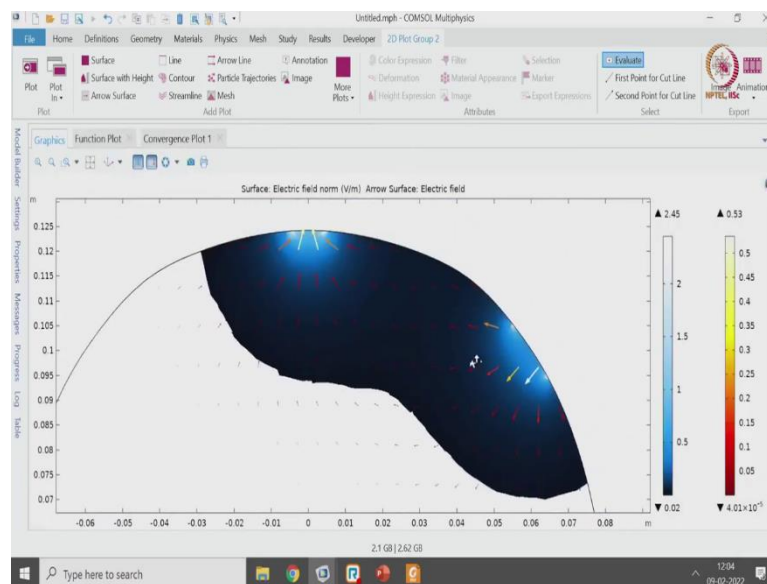 Untitled.mph - COMSOL Multiphysics
File Home Definitions Geometry Materials Physics Mesh Study Results Developer 2D Plot Group 2
Plot
Plot In
Surface
Surface with Height
Arrow Surface
Line
Contour
Streamline
Arrow Line
Particle Trajectories
Mesh
Annotation
Image
More Plots
Color Expression
Deformation
Height Expression
Filter
Material Appearance
Image
Selection
Marker
Export Expressions
Evaluate
First Point for Cut Line
Second Point for Cut Line
Image
Animation
NPTEL, IISc
Plot Add Plot Attributes Select Export
Graphics Function Plot Convergence Plot 1
Model Builder
Settings
Properties
Messages
Progress
Log
Table
Surface: Electric field norm (V/m) Arrow Surface: Electric field
m
0.125
0.12
0.115
0.11
0.105
0.1
0.095
0.09
0.085
0.08
0.075
0.07
-0.06 -0.05 -0.04 -0.03 -0.02 -0.01 0 0.01 0.02 0.03 0.04 0.05 0.06 0.07 0.08 m
▲ 2.45
2
1.5
1
0.5
▼ 0.02
▲ 0.53
0.5
0.45
0.4
0.35
0.3
0.25
0.2
0.15
0.1
0.05
▼ 4.01×10⁻⁵
2.1 GB | 2.62 GB
Type here to search
12:04
09-02-2022